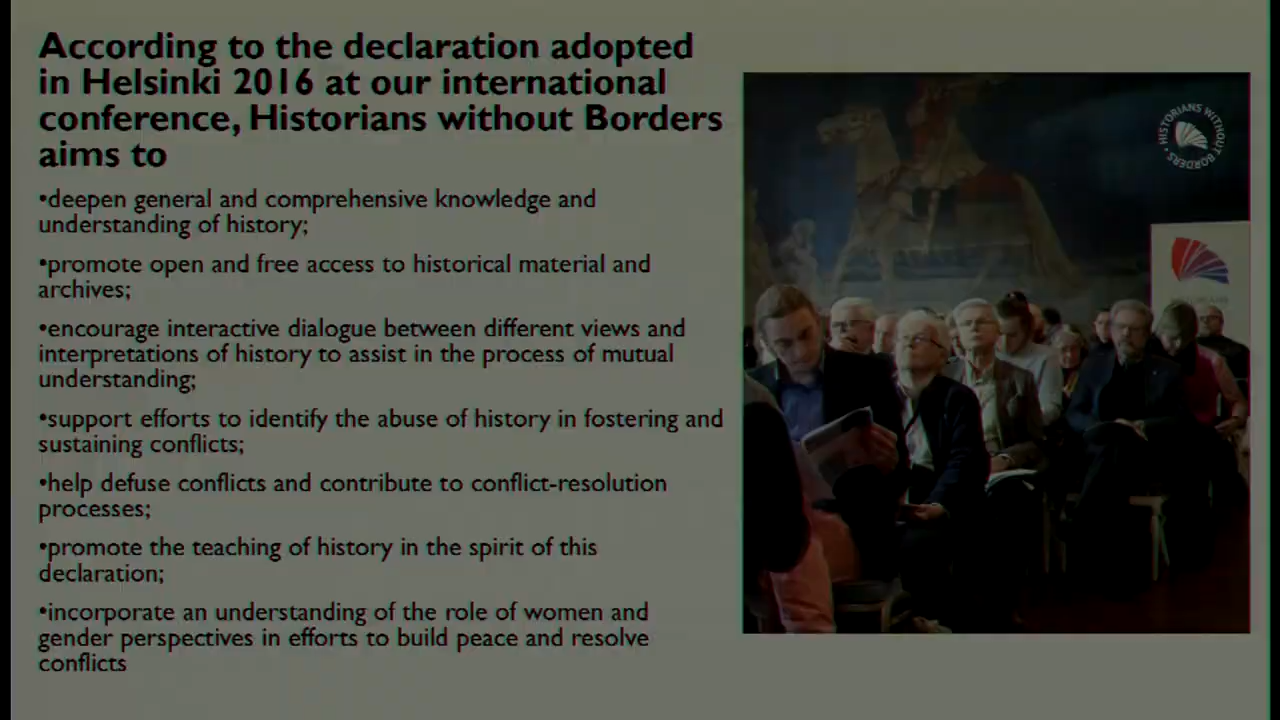 According to the declaration adopted
in Helsinki 2016 at our international
conference, Historians without Borders
aims to
•deepen general and comprehensive knowledge and
understanding of history;
•promote open and free access to historical material and
archives;
•encourage interactive dialogue between different views and
interpretations of history to assist in the process of mutual
understanding;
•support efforts to identify the abuse of history in fostering and
sustaining conflicts;
•help defuse conflicts and contribute to conflict-resolution
processes;
•promote the teaching of history in the spirit of this
declaration;
•incorporate an understanding of the role of women and
gender perspectives in efforts to build peace and resolve
conflicts
• HISTORIANS WITHOUT BORDERS